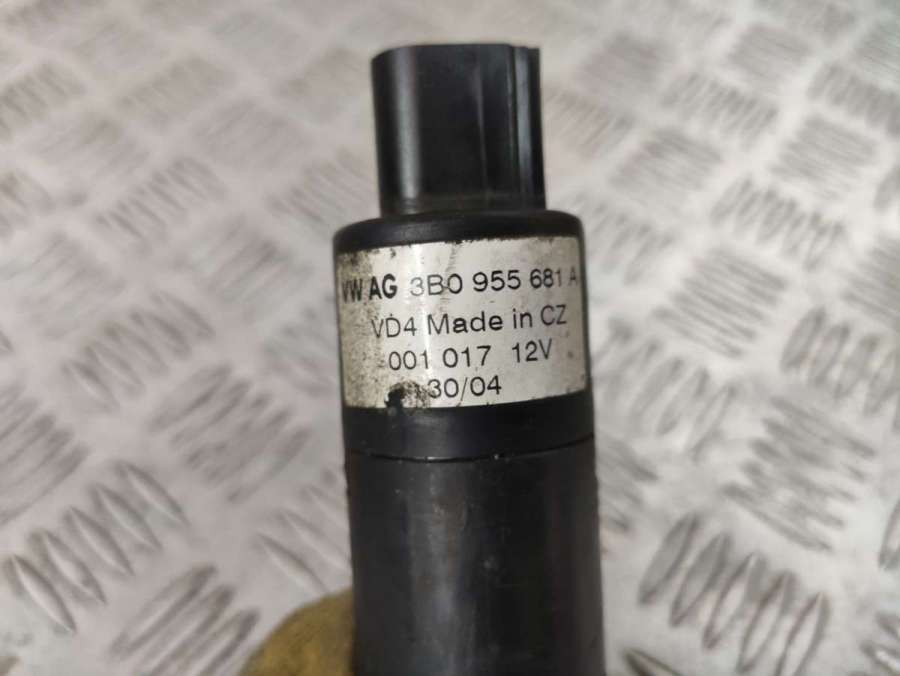 VW AG 3B0 955 681 A
VD4 Made in CZ
001 017 12V
30/04